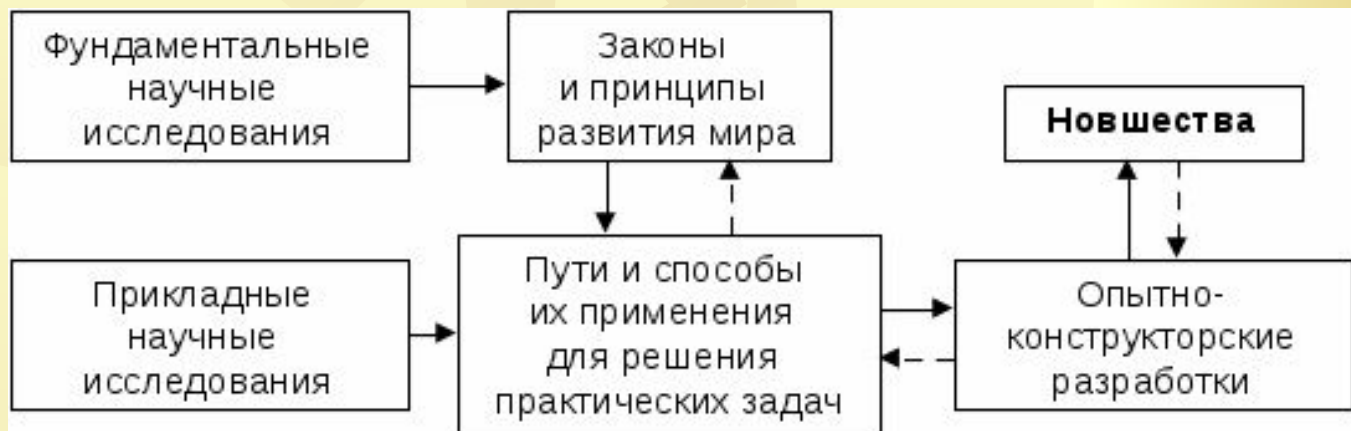 Фундаментальные
научные
исследования
Законы
и принципы
развития мира
Новшества
Прикладные
научные
исследования
Пути и способы
их применения
для решения
практических задач
Опытно-
конструкторские
разработки